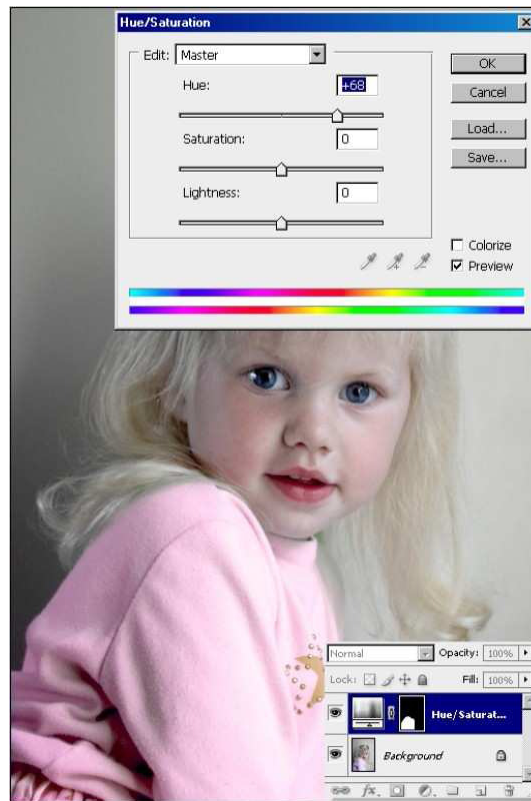 Hue/Saturation
Edit: Master
OK
Hue: +68
Cancel
Saturation: 0
Load...
Save...
Lightness: 0
Colorize
Preview
Normal Opacity: 100%
Lock: Fill: 100%
Hue/Saturat...
Background
fx.